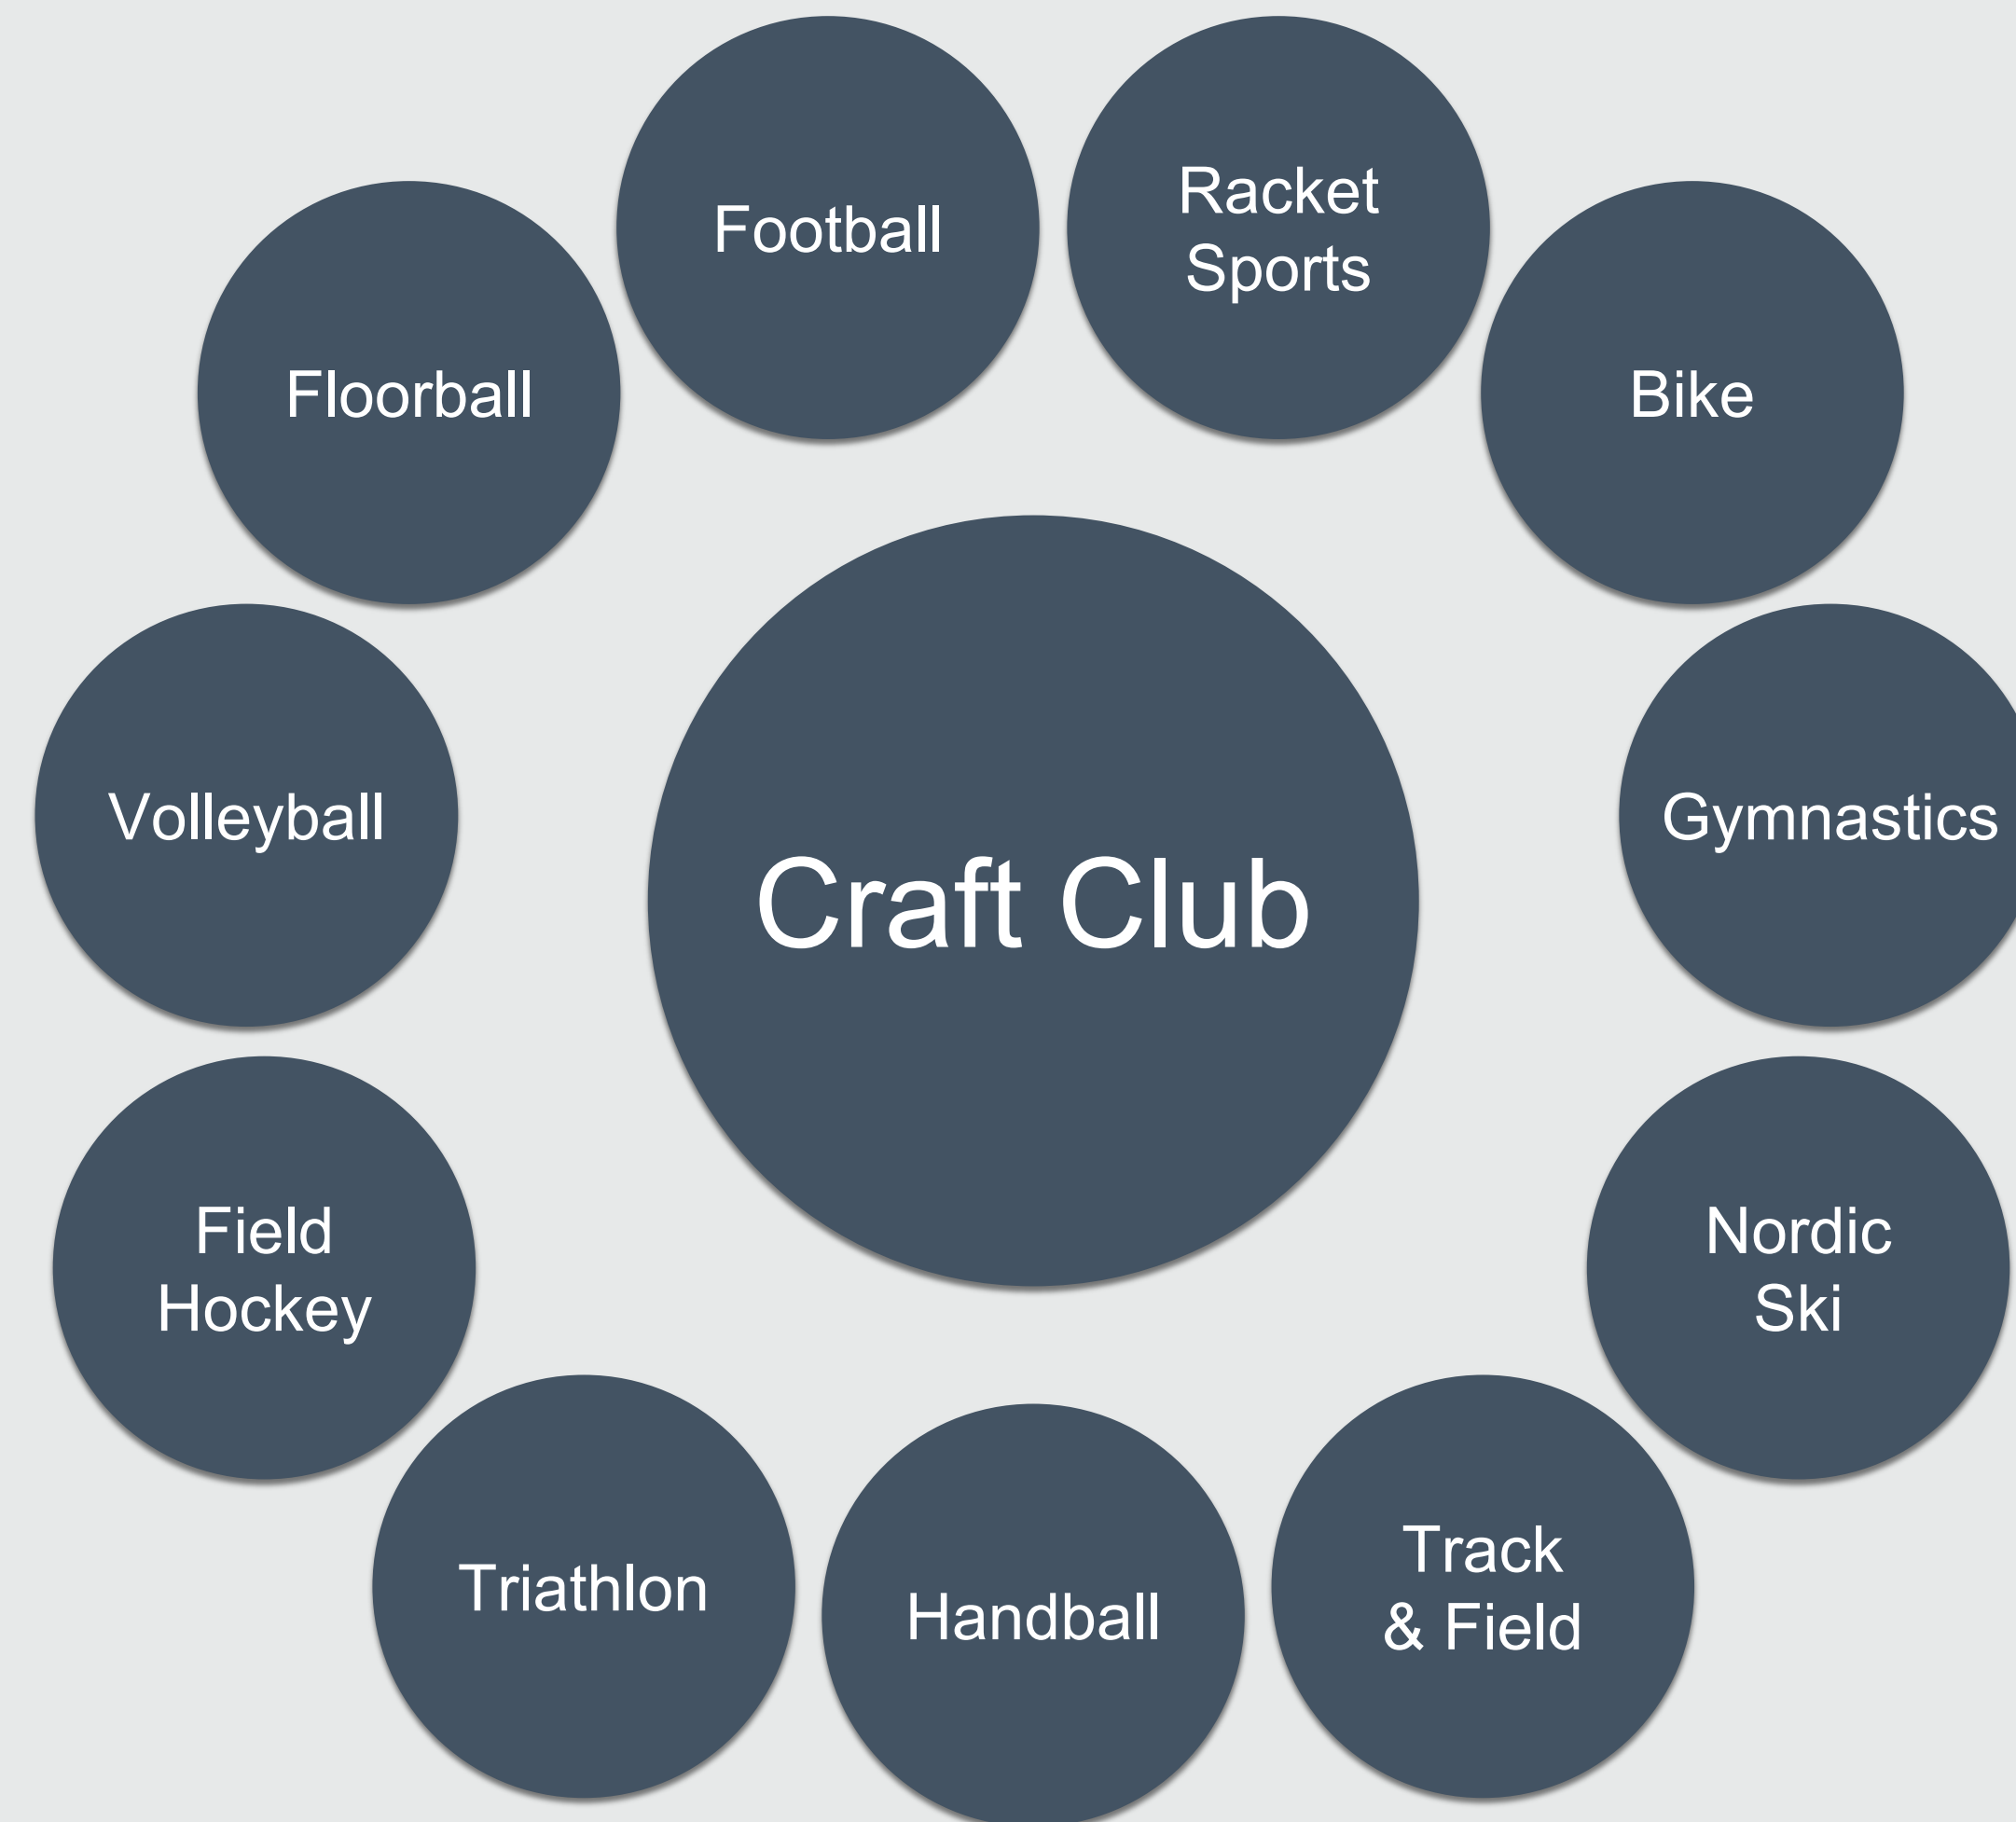 Football
Racket
Sports
Floorball
Bike
Volleyball
Gymnastics
Craft Club
Field
Hockey
Nordic
Ski
Triathlon
Handball
Track
& Field